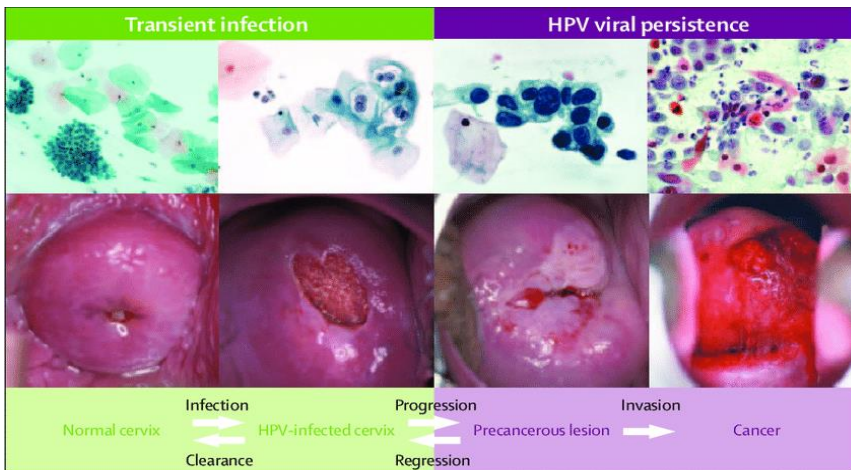 Transient infection
HPV viral persistence
Infection
Progression
Invasion
Normal cervix
HPV-infected cervix
Precancerous lesion
Cancer
Clearance
Regression